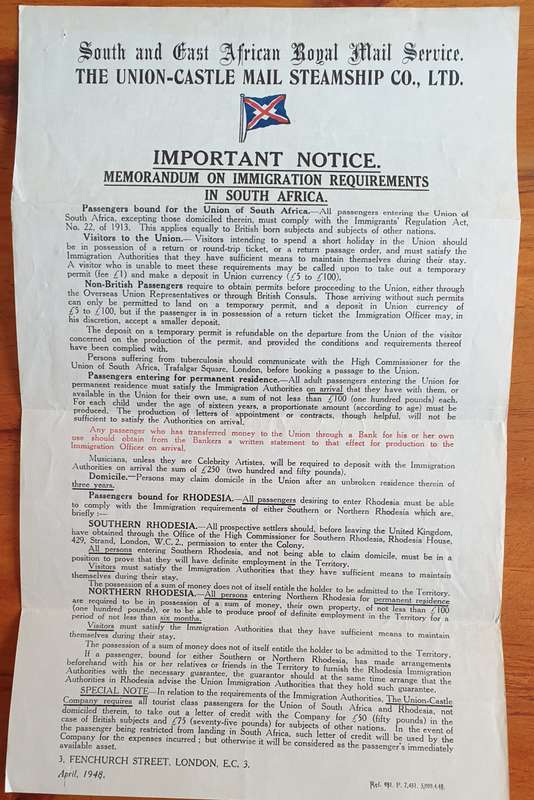 South and East African Royal Mail Service.
THE UNION-CASTLE MAIL STEAMSHIP CO., LTD.
IMPORTANT NOTICE.
MEMORANDUM ON IMMIGRATION REQUIREMENTS
IN SOUTH AFRICA.
Passengers bound for the Union of South Africa.—All passengers entering the Union of
South Africa, excepting those domiciled therein, must comply with the Immigrants' Regulation Act,
No. 22, of 1913. This applies equally to British born subjects and subjects of other nations.
Visitors to the Union.—Visitors intending to spend a short holiday in the Union should
be in possession of a return or round-trip ticket, or a return passage order, and must satisfy the
Immigration Authorities that they have sufficient means to maintain themselves during their stay.
A visitor who is unable to meet these requirements may be called upon to take out a temporary
permit (fee £1) and make a deposit in Union currency (£5 to £100).
Non-British Passengers require to obtain permits before proceeding to the Union, either through
the Overseas Union Representatives or through British Consuls. Those arriving without such permits
can only be permitted to land on a temporary permit, and a deposit in Union currency of
£5 to £100, but if the passenger is in possession of a return ticket the Immigration Officer may, in
his discretion, accept a smaller deposit.
The deposit on a temporary permit is refundable on the departure from the Union of the visitor
concerned on the production of the permit, and provided the conditions and requirements thereof
have been complied with.
Persons suffering from tuberculosis should communicate with the High Commissioner for the
Union of South Africa, Trafalgar Square, London, before booking a passage to the Union.
Passengers entering for permanent residence.—All adult passengers entering the Union for
permanent residence must satisfy the Immigration Authorities on arrival that they have with them, or
available in the Union for their own use, a sum of not less than £100 (one hundred pounds) each.
For each child under the age of sixteen years, a proportionate amount (according to age) must be
produced. The production of letters of appointment or contracts, though helpful, will not be
sufficient to satisfy the Authorities on arrival.
Any passenger who has transferred money to the Union through a Bank for his or her own
use should obtain from the Bankers a written statement to that effect for production to the
Immigration Officer on arrival.
Musicians, unless they are Celebrity Artistes, will be required to deposit with the Immigration
Authorities on arrival the sum of £250 (two hundred and fifty pounds).
Domicile.—Persons may claim domicile in the Union after an unbroken residence therein of
three years.
Passengers bound for RHODESIA.—All passengers desiring to enter Rhodesia must be able
to comply with the Immigration Requirements of either Southern or Northern Rhodesia which are,
briefly :—
SOUTHERN RHODESIA.—All prospective settlers should, before leaving the United Kingdom,
have obtained through the Office of the High Commissioner for Southern Rhodesia, Rhodesia House,
429, Strand, London, W.C. 2., permission to enter the Colony.
All persons entering Southern Rhodesia, and not being able to claim domicile, must be in a
position to prove that they will have definite employment in the Territory.
Visitors must satisfy the Immigration Authorities that they have sufficient means to maintain
themselves during their stay.
The possession of a sum of money does not of itself entitle the holder to be admitted to the Territory.
NORTHERN RHODESIA.—All persons entering Northern Rhodesia for permanent residence
are required to be in possession of a sum of money, their own property, of not less than £100
(one hundred pounds), or to be able to produce proof of definite employment in the Territory for a
period of not less than six months.
Visitors must satisfy the Immigration Authorities that they have sufficient means to maintain
themselves during their stay.
The possession of a sum of money does not of itself entitle the holder to be admitted to the Territory.
If a passenger, bound for either Southern or Northern Rhodesia, has made arrangements
beforehand with his or her relatives or friends in the Territory to furnish the Rhodesia Immigration
Authorities with the necessary guarantee, the guarantor should at the same time arrange that the
Authorities in Rhodesia advise the Union Immigration Authorities that they hold such guarantee.
SPECIAL NOTE—In relation to the requirements of the Immigration Authorities, The Union-Castle
Company requires all tourist class passengers for the Union of South Africa and Rhodesia, not
domiciled therein, to take out a letter of credit with the Company for £50 (fifty pounds) in the
case of British subjects and £75 (seventy-five pounds) for subjects of other nations. In the event of
the passenger being restricted from landing in South Africa, such letter of credit will be used by the
Company for the expenses incurred ; but otherwise it will be considered as the passenger's immediately
available asset.
3, FENCHURCH STREET, LONDON, E.C. 3.
April, 1948.